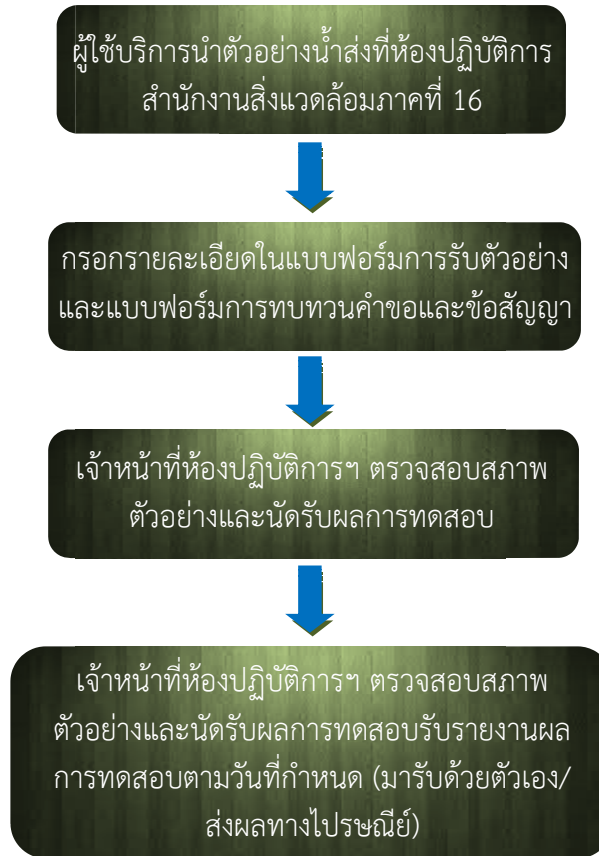 ผู้ใช้บริการนำตัวอย่างน้ำส่งที่ห้องปฏิบัติการ
สำนักงานสิ่งแวดล้อมภาคที่ 16
กรอกรายละเอียดในแบบฟอร์มการรับตัวอย่าง
และแบบฟอร์มการทบทวนคำขอและข้อสัญญา
เจ้าหน้าที่ห้องปฏิบัติการฯ ตรวจสอบสภาพ
ตัวอย่างและนัดรับผลการทดสอบ
เจ้าหน้าที่ห้องปฏิบัติการฯ ตรวจสอบสภาพ
ตัวอย่างและนัดรับผลการทดสอบรับรายงานผล
การทดสอบตามวันที่กำหนด (มารับด้วยตัวเอง/
ส่งผลทางไปรษณีย์)